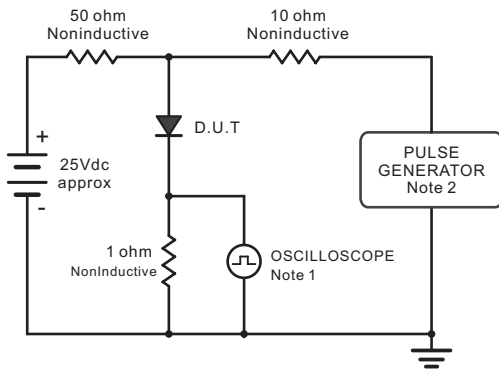 50 ohm
Noninductive
10 ohm
Noninductive
D.U.T
+
25Vdc
approx
-
PULSE
GENERATOR
Note 2
1 ohm
NonInductive
OSCILLOSCOPE
Note 1